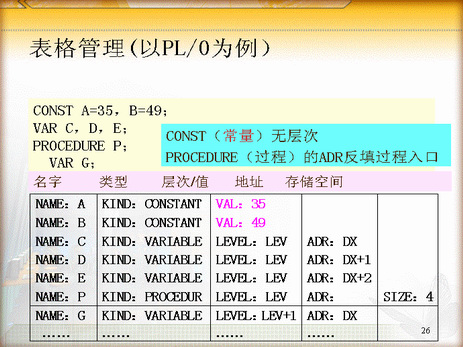 表格管理(以PL/0为例)
CONST A=35，B=49；
VAR C，D，E；
PROCEDURE P；
VAR G；
CONST（常量）无层次
PROCEDURE（过程）的ADR反填过程入口
名字 类型 层次/值 地址 存储空间
NAME：A KIND：CONSTANT VAL：35
NAME：B KIND：CONSTANT VAL：49
NAME：C KIND：VARIABLE LEVEL：LEV ADR：DX
NAME：D KIND：VARIABLE LEVEL：LEV ADR：DX+1
NAME：E KIND：VARIABLE LEVEL：LEV ADR：DX+2
NAME：P KIND：PROCEDUR LEVEL：LEV ADR： SIZE：4
NAME：G KIND：VARIABLE LEVEL：LEV+1 ADR：DX
…… …… …… ……
26